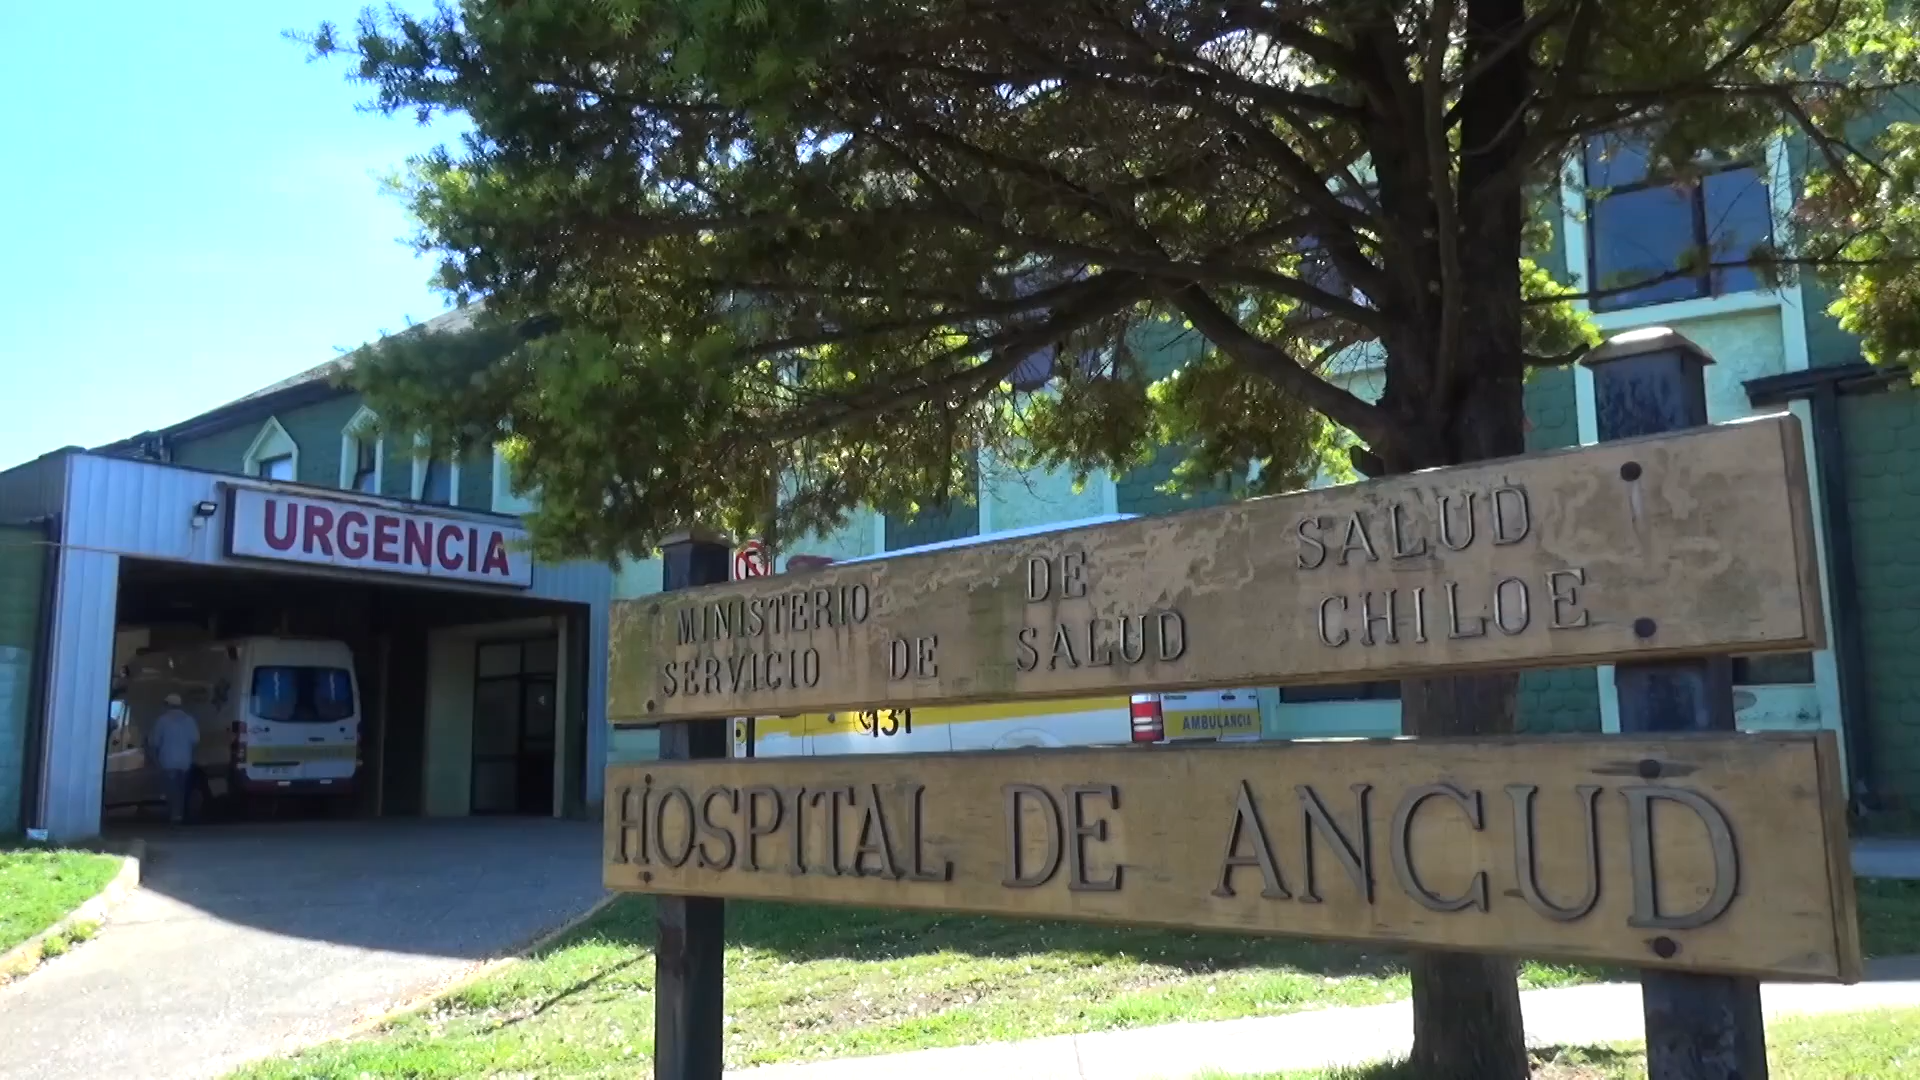 URGENCIA
MINISTERIO DE SALUD
SERVICIO DE SALUD CHILOE
131
AMBULANCIA
HOSPITAL DE ANCUD